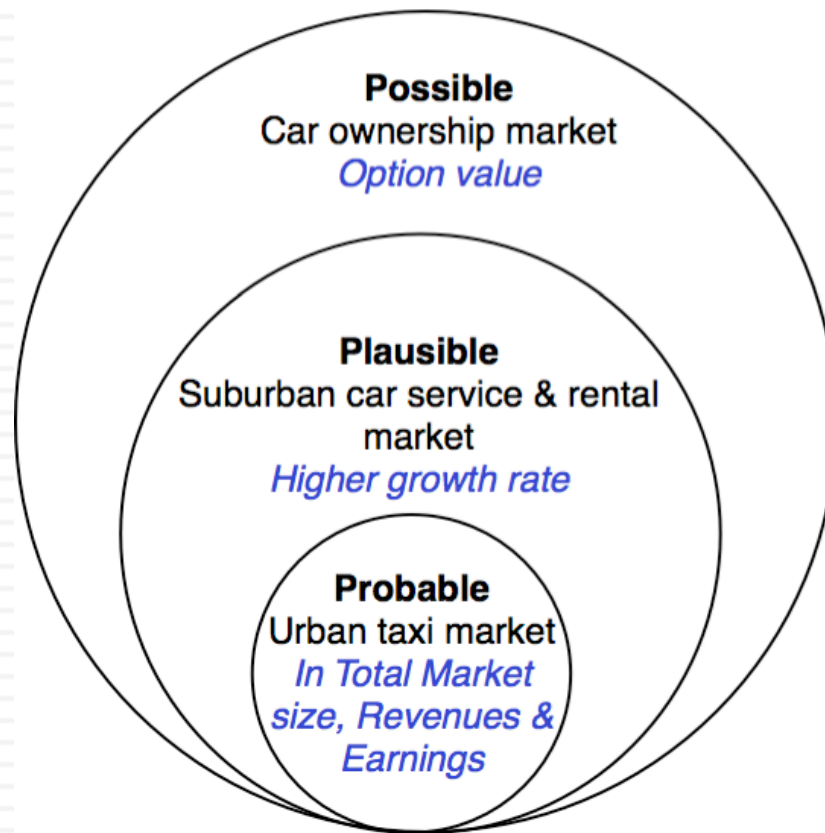 Possible
Car ownership market
Option value
Plausible
Suburban car service & rental
market
Higher growth rate
Probable
Urban taxi market
In Total Market
size, Revenues &
Earnings